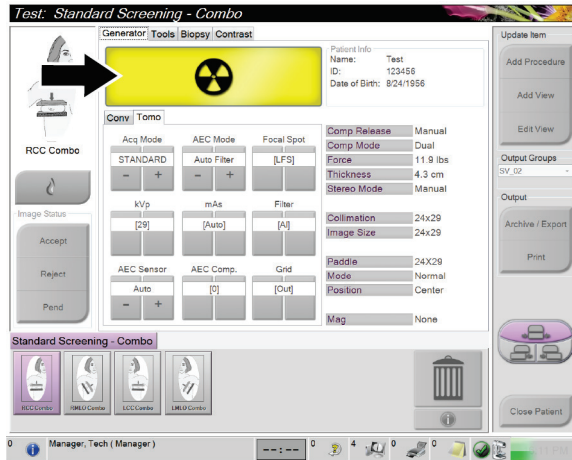 Test: Standard Screening - Combo
Generator Tools Biopsy Contrast
Update Item
Patient Info
Name: Test
ID: 123456
Date of Birth: 8/24/1956
Add Procedure
Add View
Edit View
RCC Combo
Conv Tomo
Acq Mode AEC Mode Focal Spot
STANDARD Auto Filter [LFS]
- + - +
kVp mAs Filter
[29] [Auto] [Al]
AEC Sensor AEC Comp. Grid
Auto [0] [Out]
- +
Comp Release Manual
Comp Mode Dual
Force 11.9 lbs
Thickness 4.3 cm
Stereo Mode Manual
Collimation 24x29
Image Size 24x29
Paddle 24X29
Mode Normal
Position Center
Mag None
Output Groups
SV_02
Output
Archive / Export
Print
Image Status
Accept
Reject
Pend
Standard Screening - Combo
RCC Combo RMLO Combo LCC Combo LMLO Combo
Close Patient
0 i Manager, Tech ( Manager ) --:-- 0 4 0 0